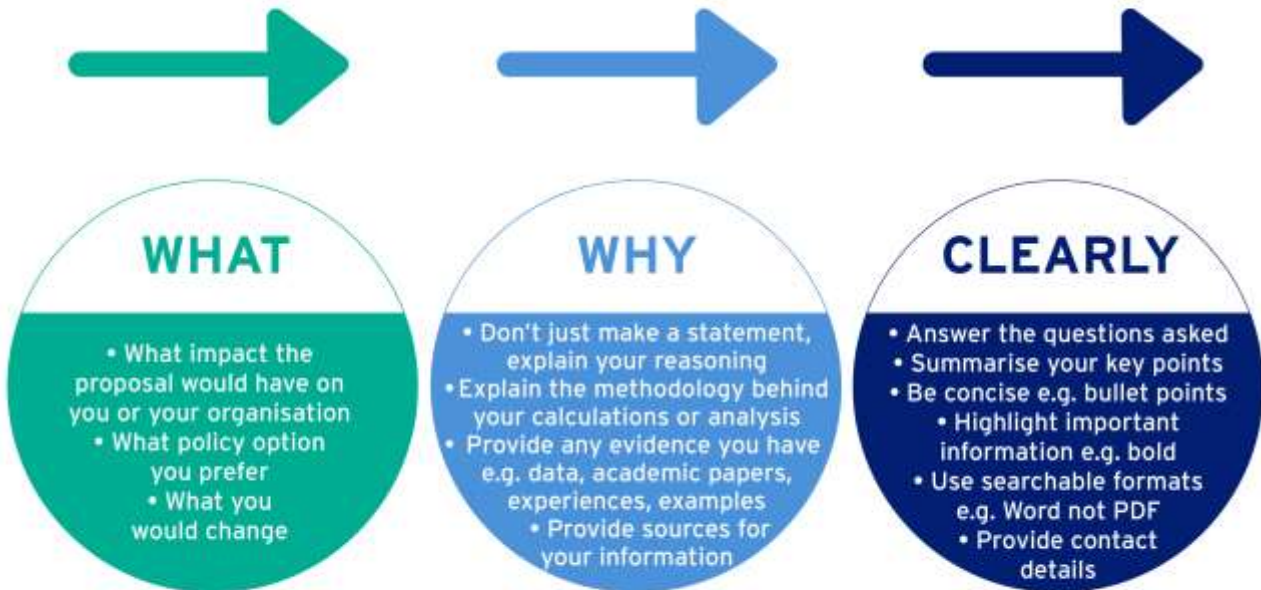 WHAT
• What impact the
proposal would have on
you or your organisation
• What policy option
you prefer
• What you
would change
WHY
• Don't just make a statement,
explain your reasoning
• Explain the methodology behind
your calculations or analysis
• Provide any evidence you have
e.g. data, academic papers,
experiences, examples
• Provide sources for
your information
CLEARLY
• Answer the questions asked
• Summarise your key points
• Be concise e.g. bullet points
• Highlight important
information e.g. bold
• Use searchable formats
e.g. Word not PDF
• Provide contact
details